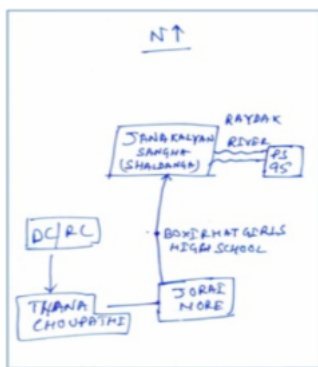 N↑
JANAKALYAN
SANGHA
(SHALDANGA)
RAYDAK
RIVER
PS
95
BOXIRHAT GIRLS
HIGH SCHOOL
DC/RC
THANA
CHOUPATHI
JORAI
MORE